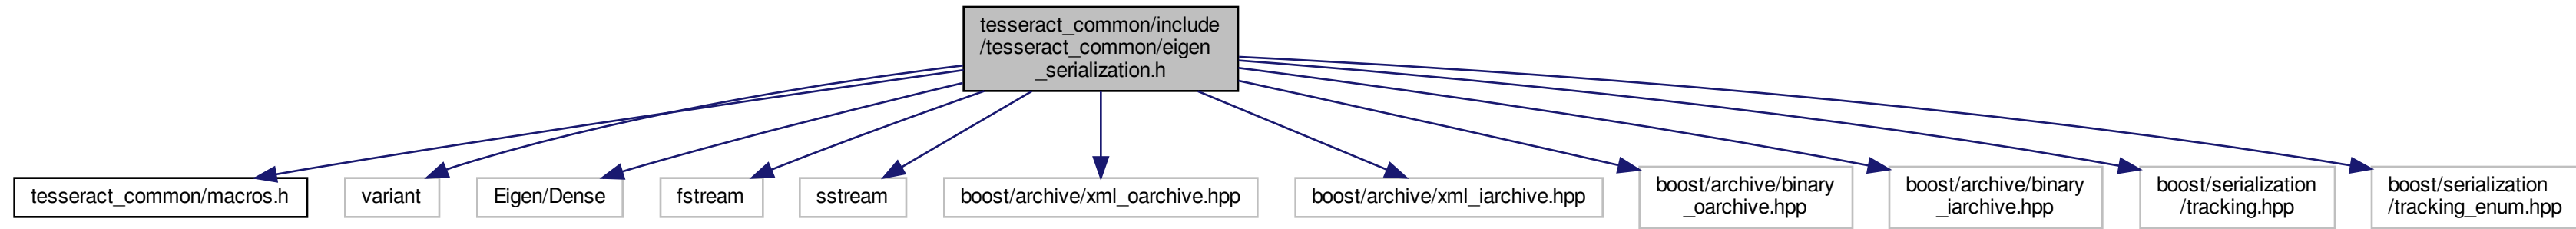 tesseract_common/include
/tesseract_common/eigen
_serialization.h
tesseract_common/macros.h
variant
Eigen/Dense
fstream
sstream
boost/archive/xml_oarchive.hpp
boost/archive/xml_iarchive.hpp
boost/archive/binary
_oarchive.hpp
boost/archive/binary
_iarchive.hpp
boost/serialization
/tracking.hpp
boost/serialization
/tracking_enum.hpp